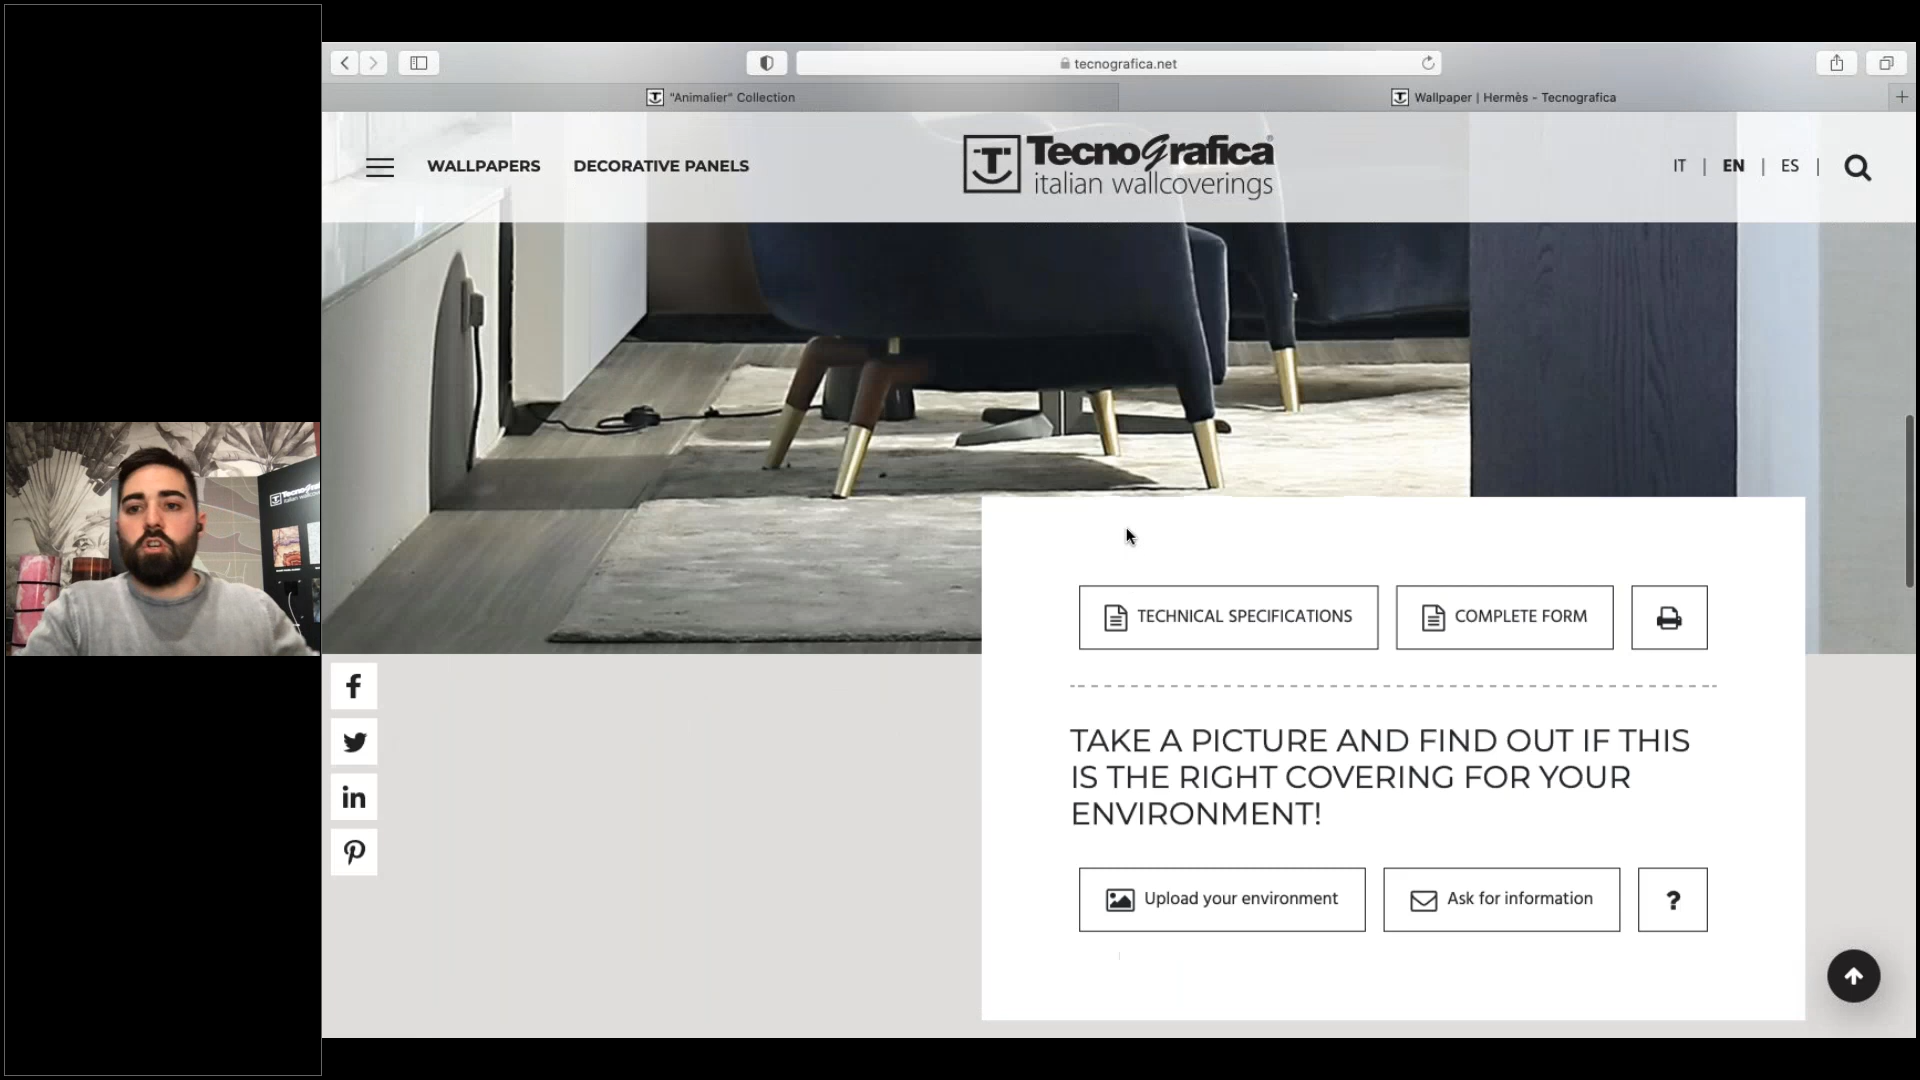 tecnografica.net
"Animalier" Collection
Wallpaper | Hermès - Tecnografica
WALLPAPERS
DECORATIVE PANELS
TecnoGrafica
italian wallcoverings
IT | EN | ES |
TECHNICAL SPECIFICATIONS
COMPLETE FORM
TAKE A PICTURE AND FIND OUT IF THIS
IS THE RIGHT COVERING FOR YOUR
ENVIRONMENT!
Upload your environment
Ask for information
?